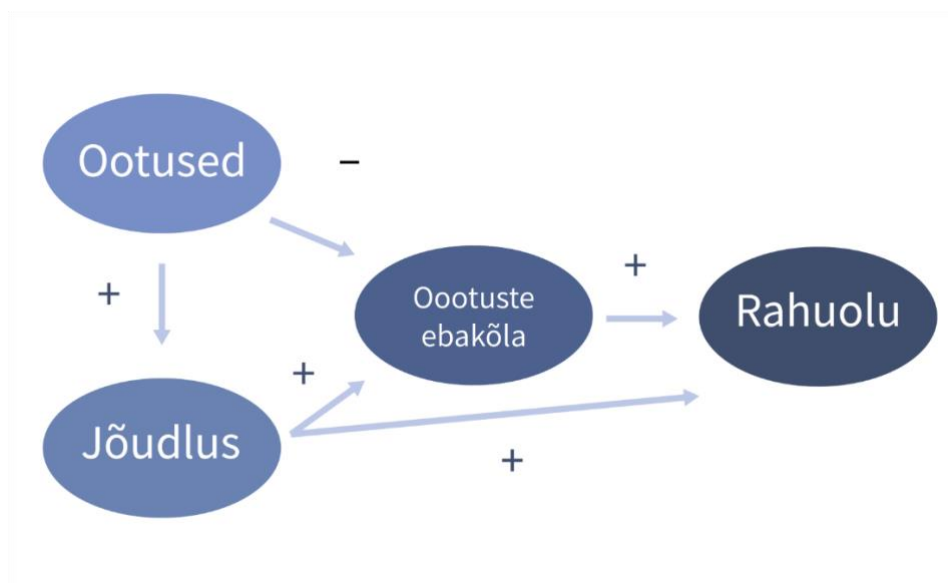 Ootused
–
+
Oootuste
ebakõla
+
Rahuolu
+
Jõudlus
+